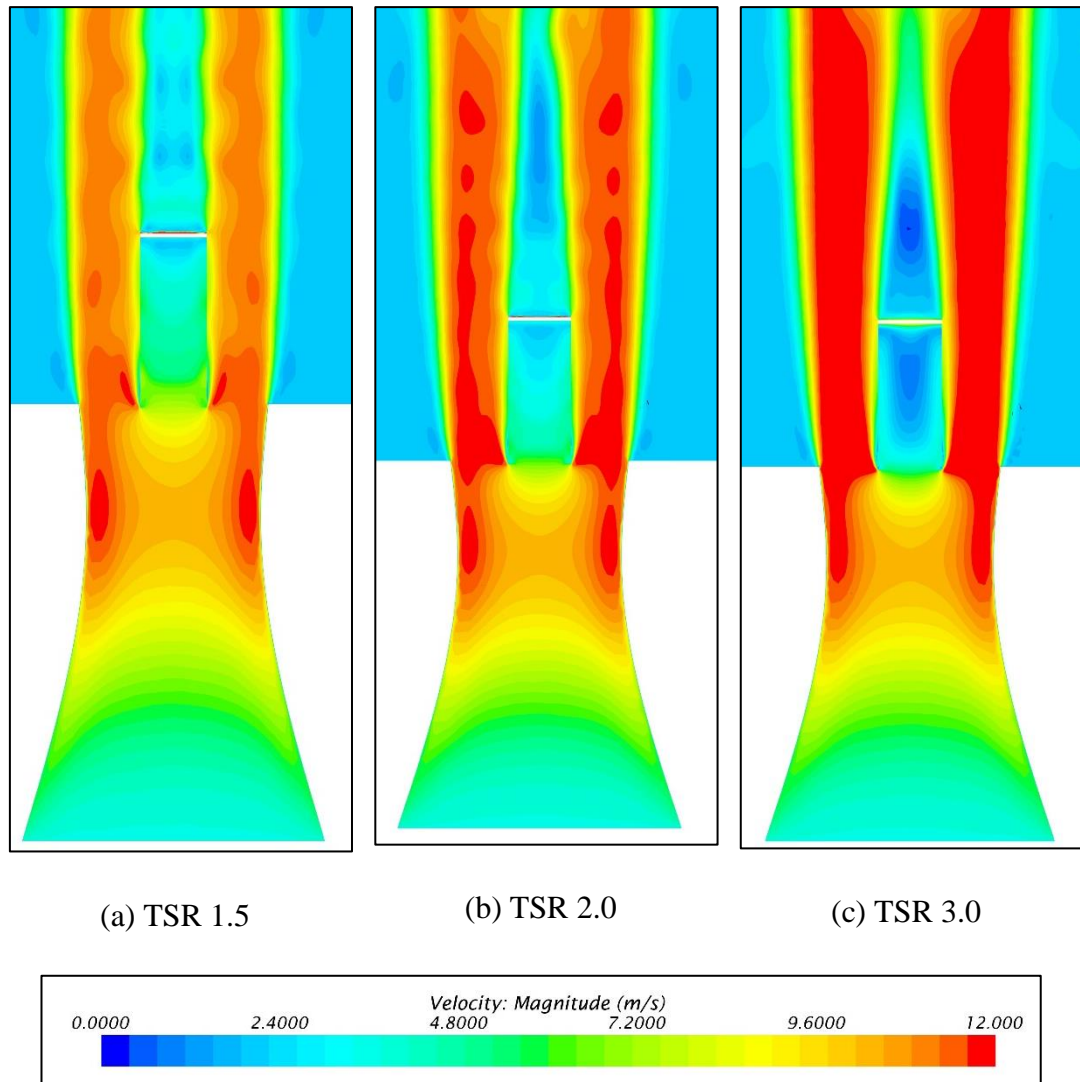 (a) TSR 1.5
(b) TSR 2.0
(c) TSR 3.0
Velocity: Magnitude (m/s)
0.0000 2.4000 4.8000 7.2000 9.6000 12.000